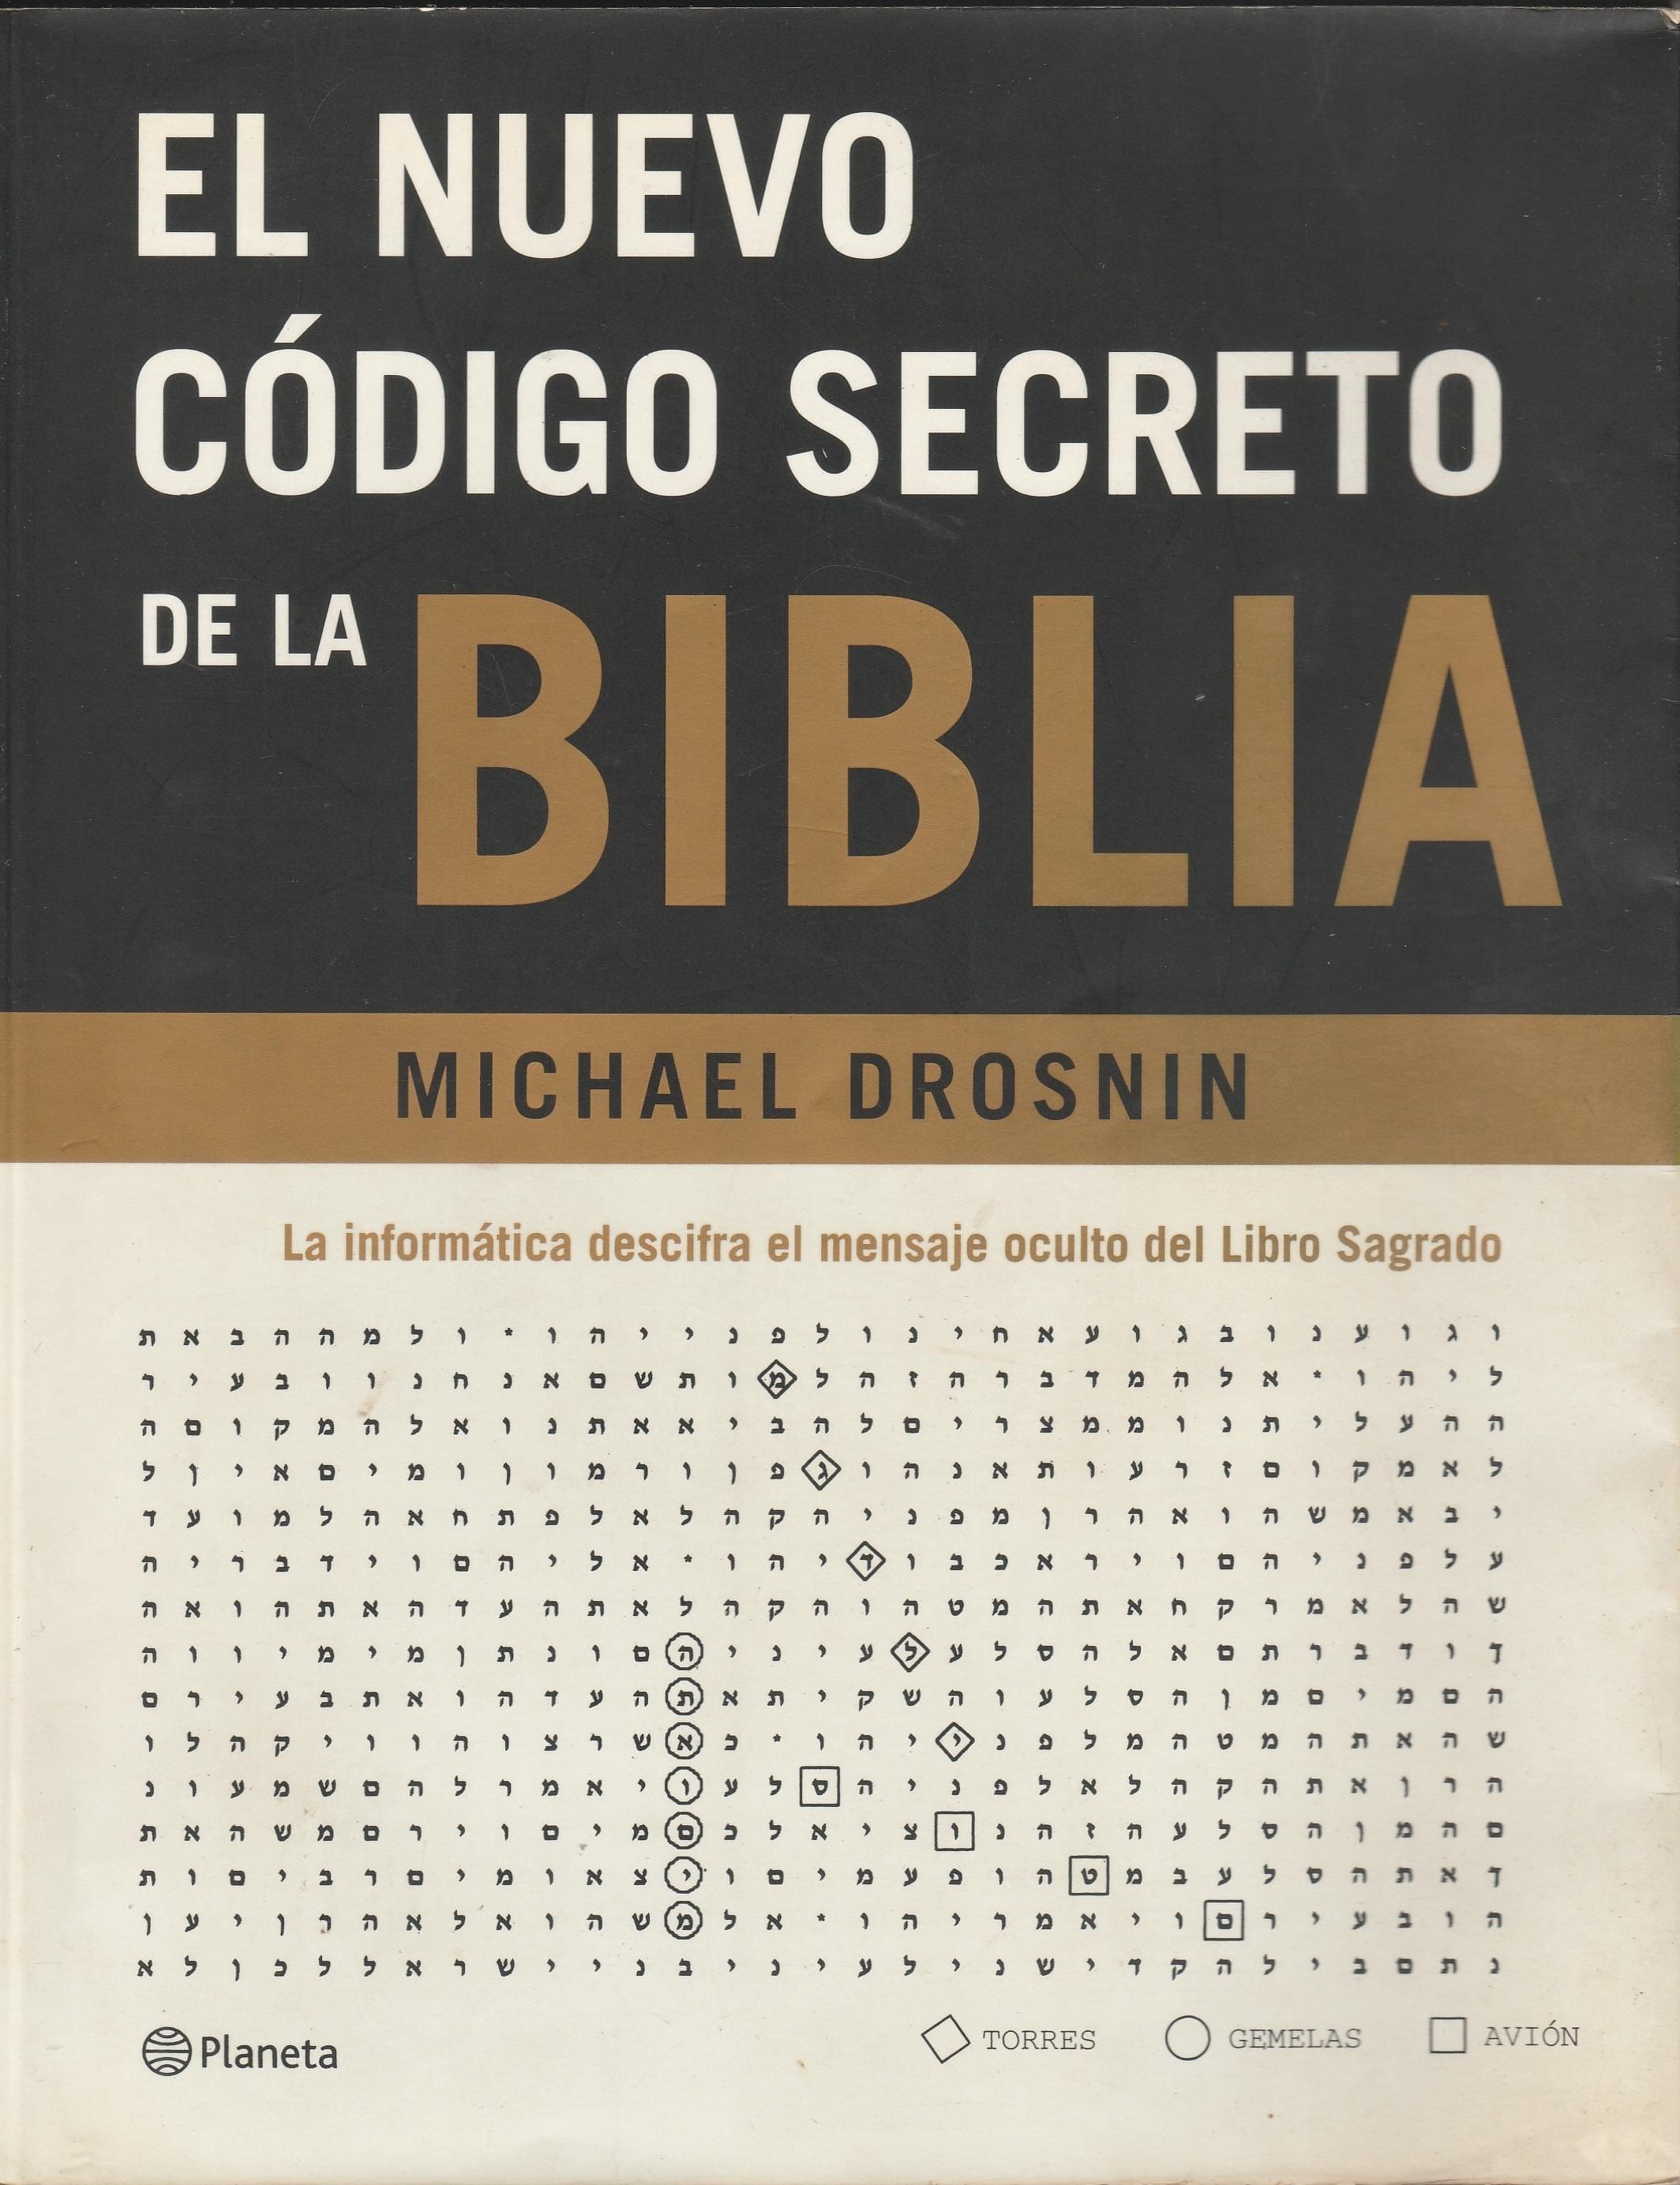 EL NUEVO
CÓDIGO SECRETO
DE LA BIBLIA
MICHAEL DROSNIN
La informática descifra el mensaje oculto del Libro Sagrado
ו ג ו ע נ ו ב ג ו ע א ח י נ ו ל פ נ י י ה ו * ו ל מ ה ה ב א ת
ל י ה ו * א ל ה מ ד ב ר ה ז ה ל מ ו ת ש ם א נ ח נ ו ו ב ע י ר
ה ה ע ל י ת נ ו מ מ צ ר י ם ל ה ב י א א ת נ ו א ל ה מ ק ו ם ה
ל א מ ק ו ם ז ר ע ו ת א נ ה ו ג פ ן ו ר מ ו ן ו מ י ם א י ן ל
י ב א מ ש ה ו א ה ר ן מ פ נ י ה ק ה ל א ל פ ת ח א ה ל מ ו ע ד
ע ל פ נ י ה ם ו י ר א כ ב ו ד י ה ו * א ל י ה ם ו י ד ב ר י ה
ש ה ל א מ ר ק ח א ת ה מ ט ה ו ה ק ה ל א ת ה ע ד ה א ת ה ו א ה
ך ו ד ב ר ת ם א ל ה ס ל ע ל ע י נ י ה ם ו נ ת ן מ י מ י ו ו ה
ה ם מ י ם מ ן ה ס ל ע ו ה ש ק י ת א ת ה ע ד ה ו א ת ב ע י ר ם
ש ה א ת ה מ ט ה מ ל פ נ י י ה ו * כ א ש ר צ ו ה ו ו י ק ה ל ו
ה ר ן א ת ה ק ה ל א ל פ נ י ה ס ל ע ו י א מ ר ל ה ם ש מ ע ו נ
ם ה מ ן ה ס ל ע ה ז ה נ ו צ י א ל כ ם מ י ם ו י ר ם מ ש ה א ת
ך א ת ה ס ל ע ב מ ט ה ו פ ע מ י ם ו י צ א ו מ י ם ר ב י ם ו ת
ה ו ב ע י ר ם ו י א מ ר י ה ו * א ל מ ש ה ו א ל א ה ר ן י ע ן
נ ת ם ב י ל ה ק ד י ש נ י ל ע י נ י ב נ י י ש ר א ל ל כ ן ל א
TORRES GEMELAS AVIÓN
Planeta